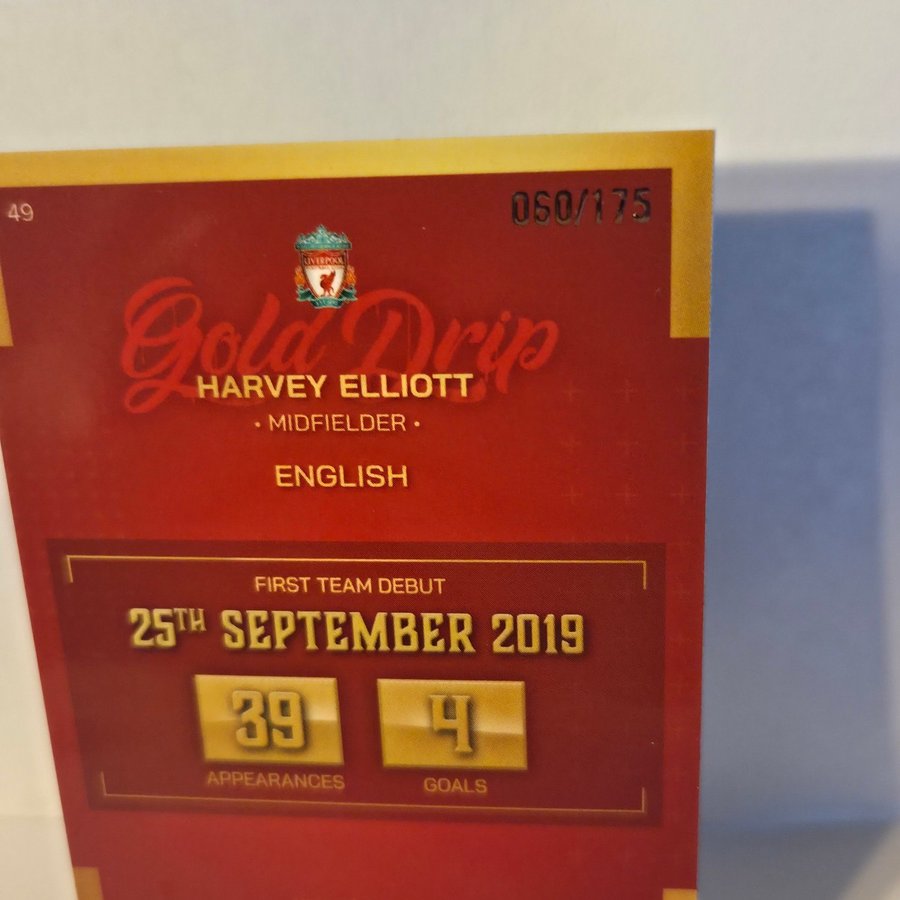 49
060/175
LIVERPOOL
Gold Drip
HARVEY ELLIOTT
• MIDFIELDER •
ENGLISH
FIRST TEAM DEBUT
25TH SEPTEMBER 2019
39
4
APPEARANCES
GOALS